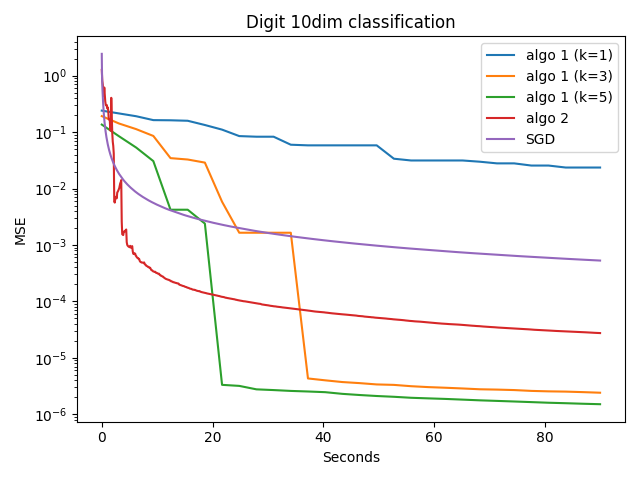 Digit 10dim classification
algo 1 (k=1)
algo 1 (k=3)
algo 1 (k=5)
algo 2
SGD
MSE
10⁰
10⁻¹
10⁻²
10⁻³
10⁻⁴
10⁻⁵
10⁻⁶
0 20 40 60 80
Seconds